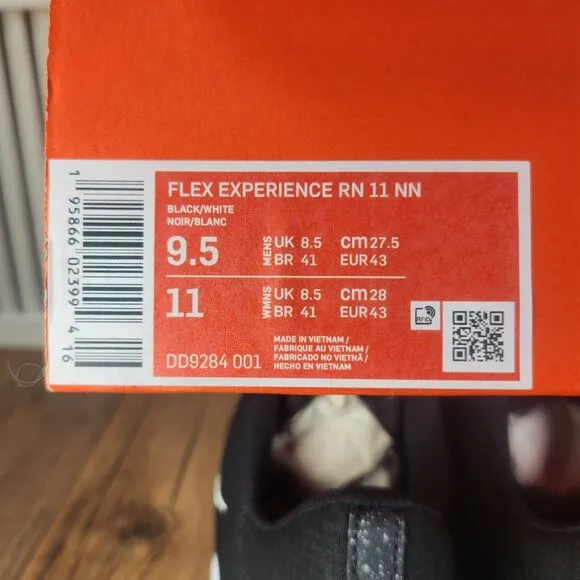 FLEX EXPERIENCE RN 11 NN
BLACK/WHITE
NOIR/BLANC
9.5 MENS UK 8.5 cm 27.5
BR 41 EUR 43
11 WMNS UK 8.5 cm 28
BR 41 EUR 43
RFID
DD9284 001
MADE IN VIETNAM /
FABRIQUE AU VIETNAM /
FABRICADO NO VIETNÃ /
HECHO EN VIETNAM
1 95866 02399 4 16